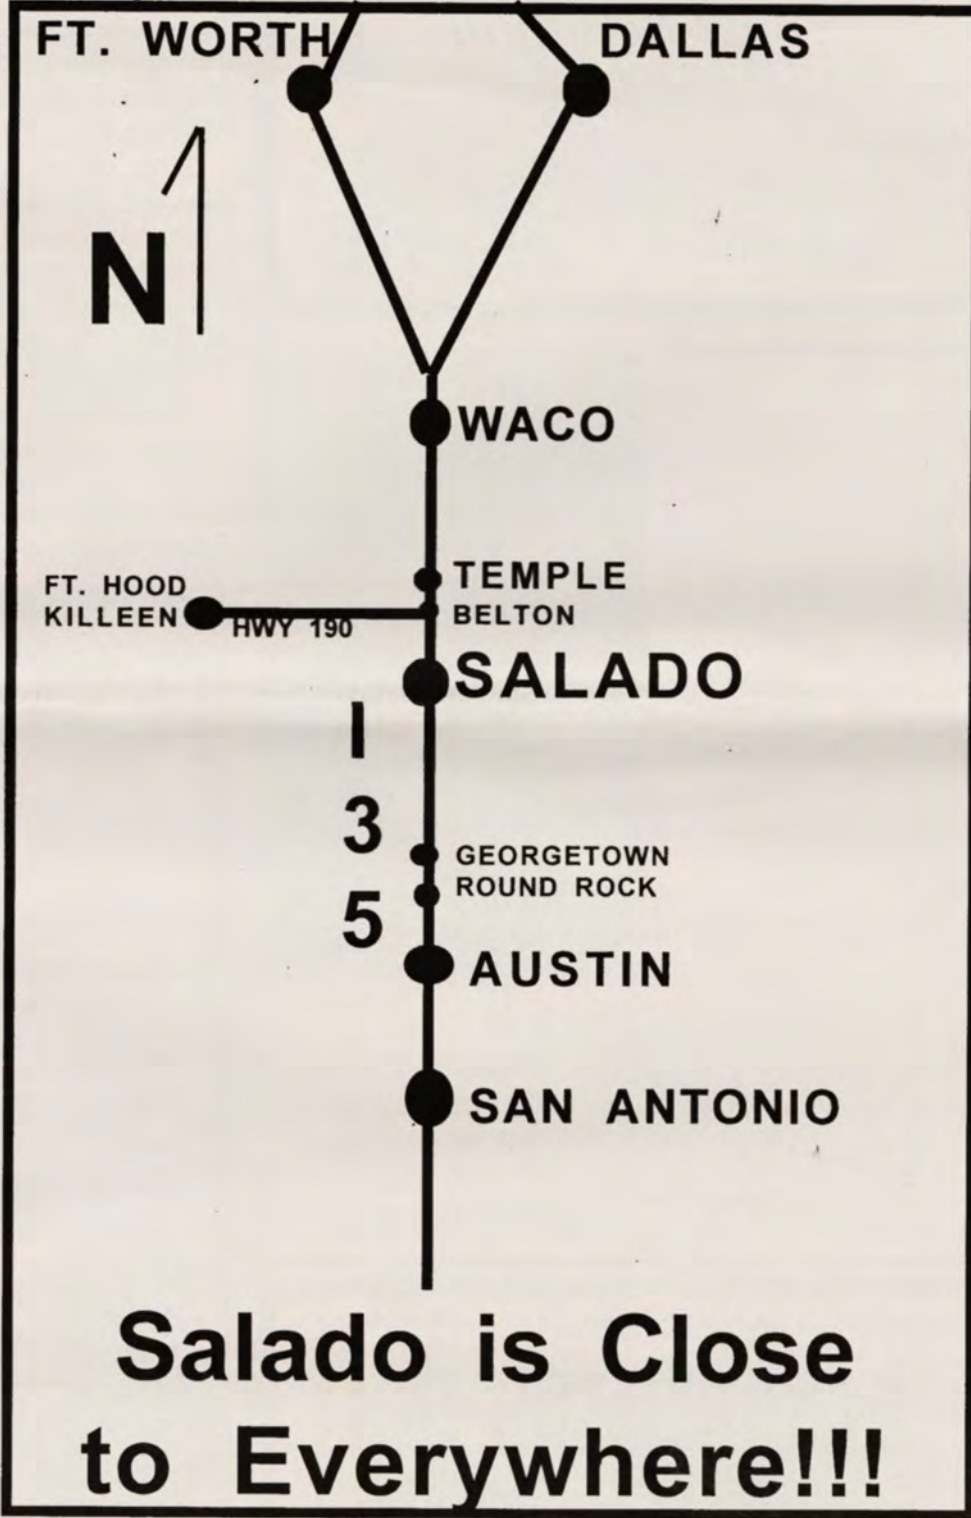 FT. WORTH
DALLAS
N
WACO
TEMPLE
FT. HOOD
KILLEEN
HWY 190
BELTON
SALADO
I
3
5
GEORGETOWN
ROUND ROCK
AUSTIN
SAN ANTONIO
Salado is Close
to Everywhere!!!